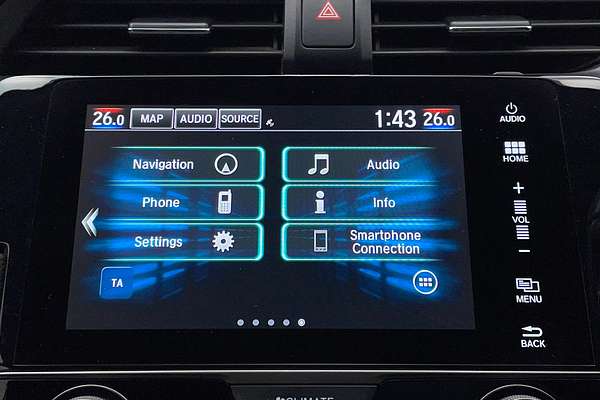 26.0 MAP AUDIO SOURCE 1:43 26.0
Navigation
Audio
Phone
Info
Settings
Smartphone
Connection
TA
AUDIO
HOME
+
VOL
−
MENU
BACK
CLIMATE